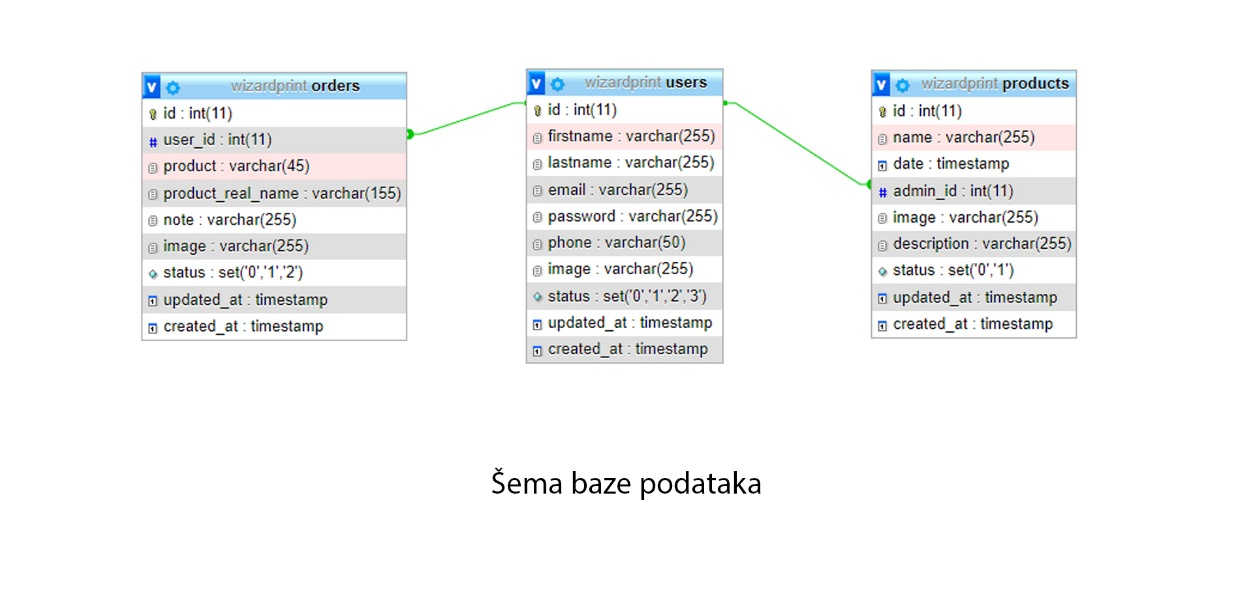 wizardprint orders
id : int(11)
user_id : int(11)
product : varchar(45)
product_real_name : varchar(155)
note : varchar(255)
image : varchar(255)
status : set('0','1','2')
updated_at : timestamp
created_at : timestamp
wizardprint users
id : int(11)
firstname : varchar(255)
lastname : varchar(255)
email : varchar(255)
password : varchar(255)
phone : varchar(50)
image : varchar(255)
status : set('0','1','2','3')
updated_at : timestamp
created_at : timestamp
wizardprint products
id : int(11)
name : varchar(255)
date : timestamp
admin_id : int(11)
image : varchar(255)
description : varchar(255)
status : set('0','1')
updated_at : timestamp
created_at : timestamp
Šema baze podataka